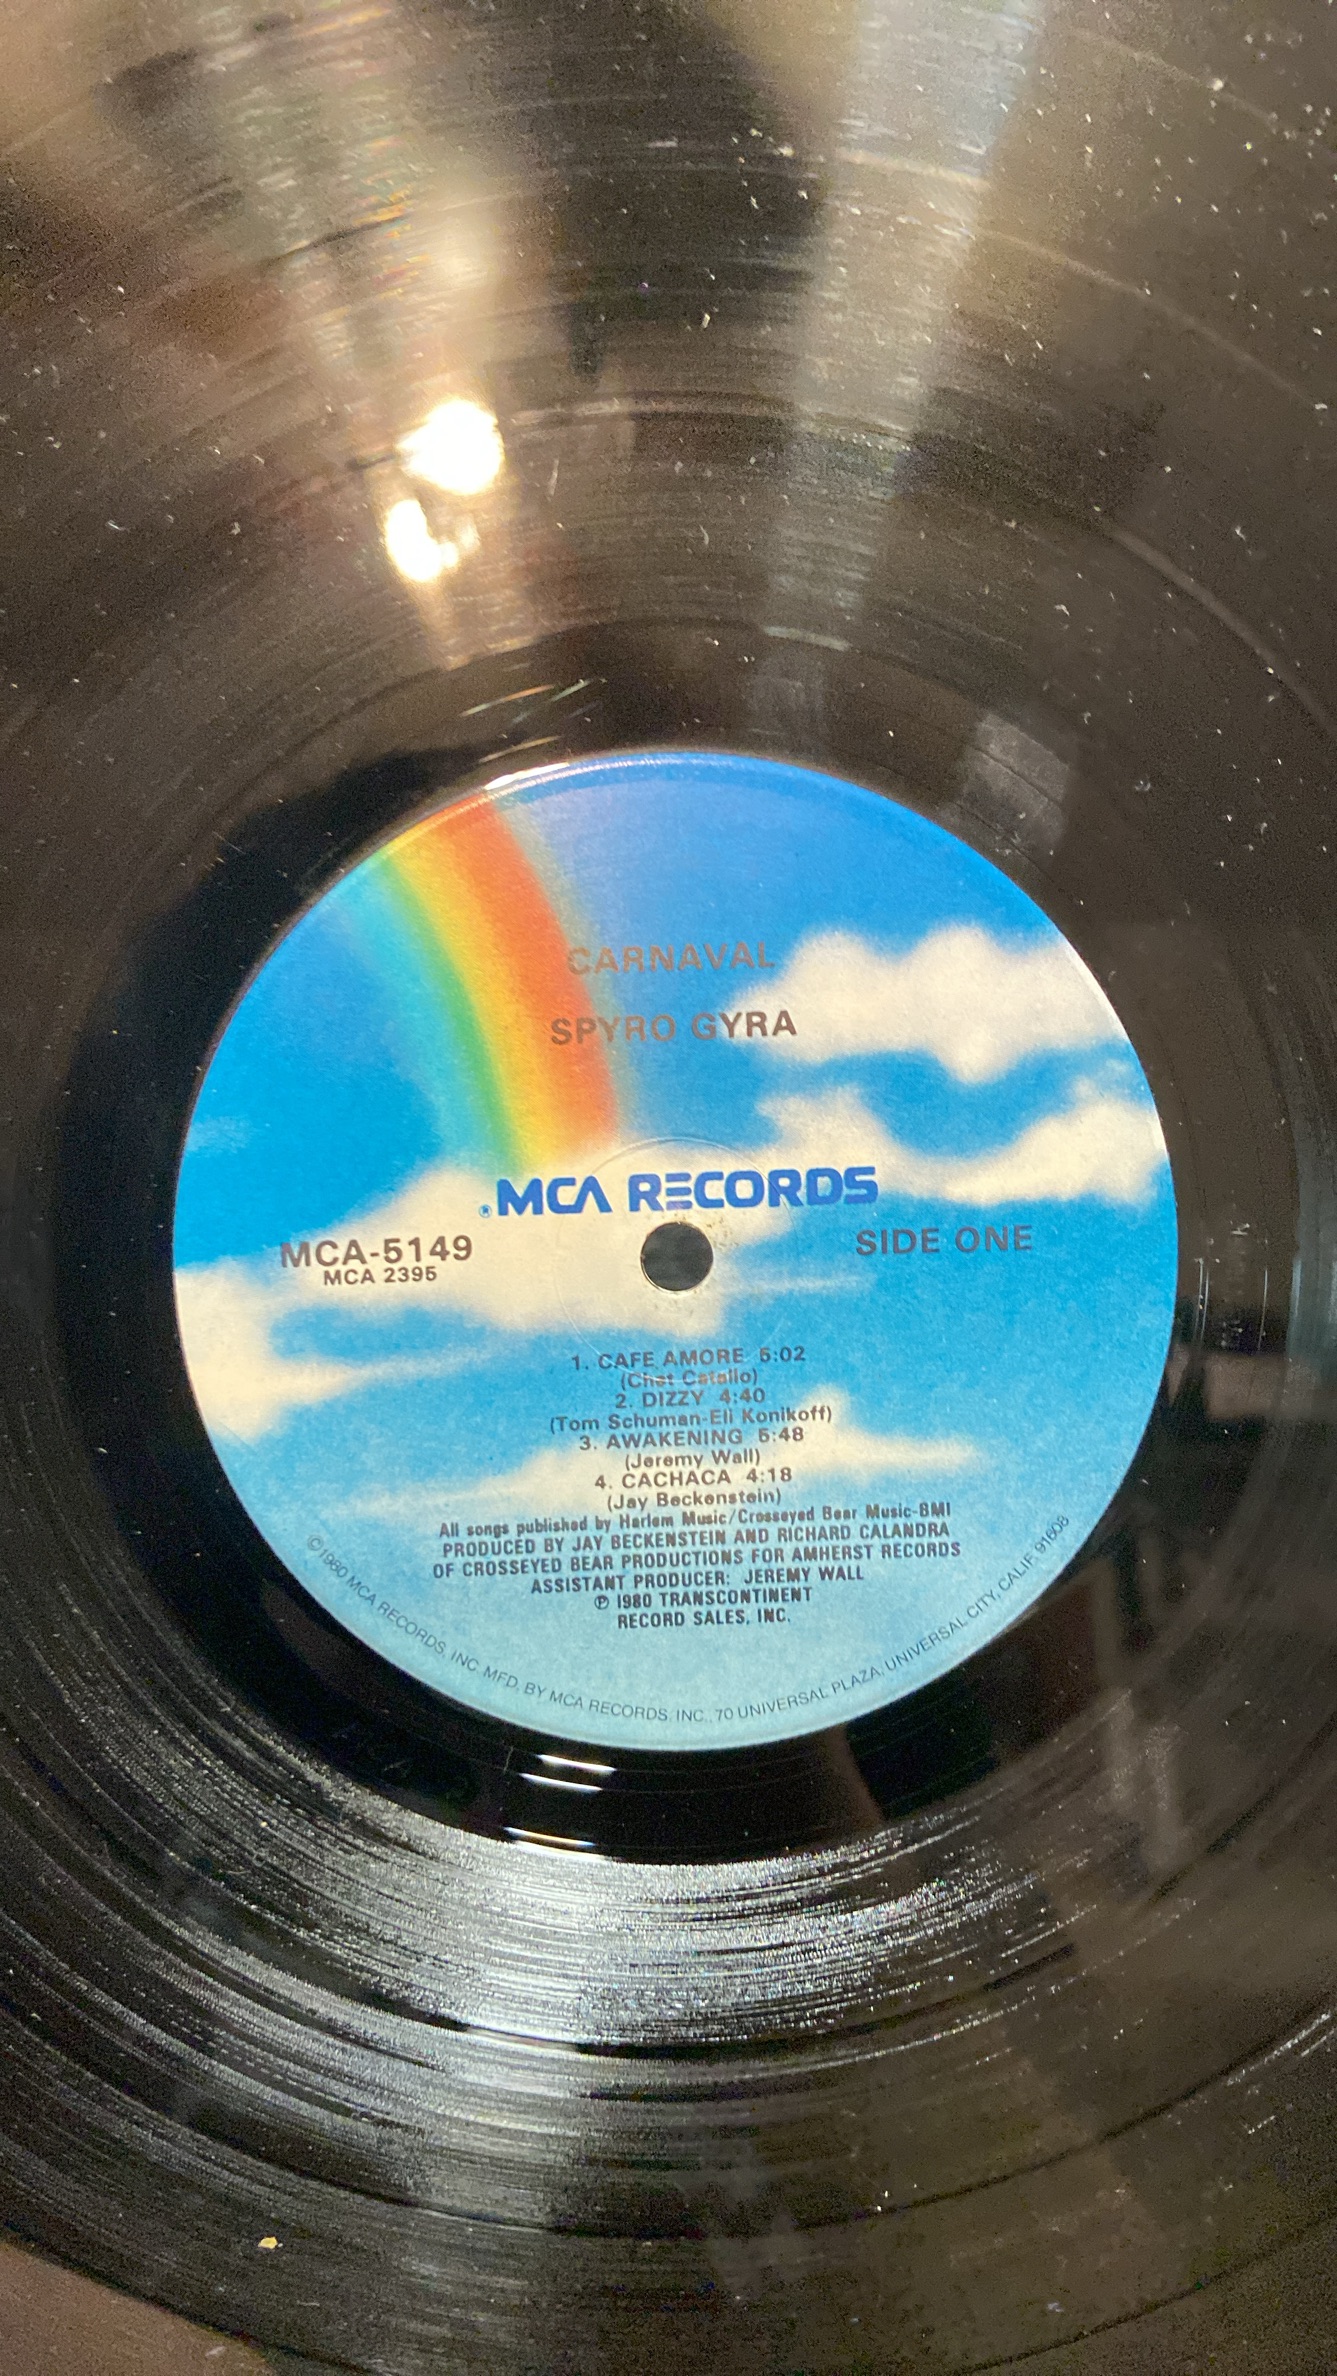 CARNAVAL
SPYRO GYRA
® MCA RECORDS
MCA-5149
MCA 2395
SIDE ONE
1. CAFE AMORE 5:02
(Chet Catallo)
2. DIZZY 4:40
(Tom Schuman-Eli Konikoff)
3. AWAKENING 5:48
(Jeremy Wall)
4. CACHACA 4:18
(Jay Beckenstein)
All songs published by Harlem Music/Crosseyed Bear Music-BMI
PRODUCED BY JAY BECKENSTEIN AND RICHARD CALANDRA
OF CROSSEYED BEAR PRODUCTIONS FOR AMHERST RECORDS
ASSISTANT PRODUCER: JEREMY WALL
℗ 1980 TRANSCONTINENT
RECORD SALES, INC.
©1980 MCA RECORDS, INC. MFD. BY MCA RECORDS, INC., 70 UNIVERSAL PLAZA, UNIVERSAL CITY, CALIF. 91608